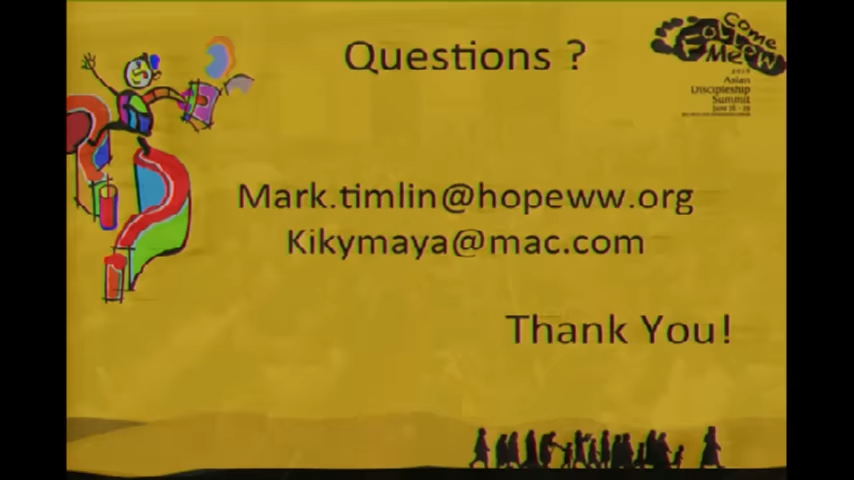 Questions ?
Come
Follow
Me
Asian
Discipleship
Summit
Mark.timlin@hopeww.org
Kikymaya@mac.com
Thank You!